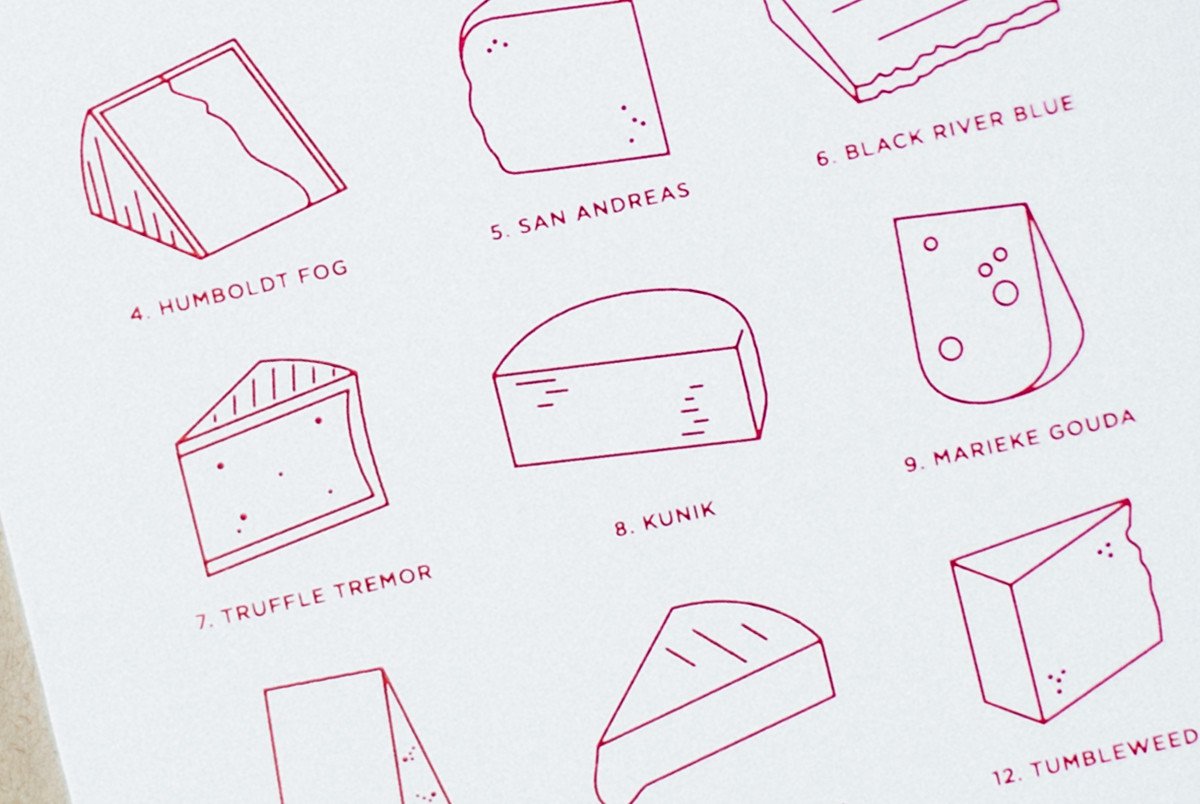 4. HUMBOLDT FOG
5. SAN ANDREAS
6. BLACK RIVER BLUE
7. TRUFFLE TREMOR
8. KUNIK
9. MARIEKE GOUDA
12. TUMBLEWEED